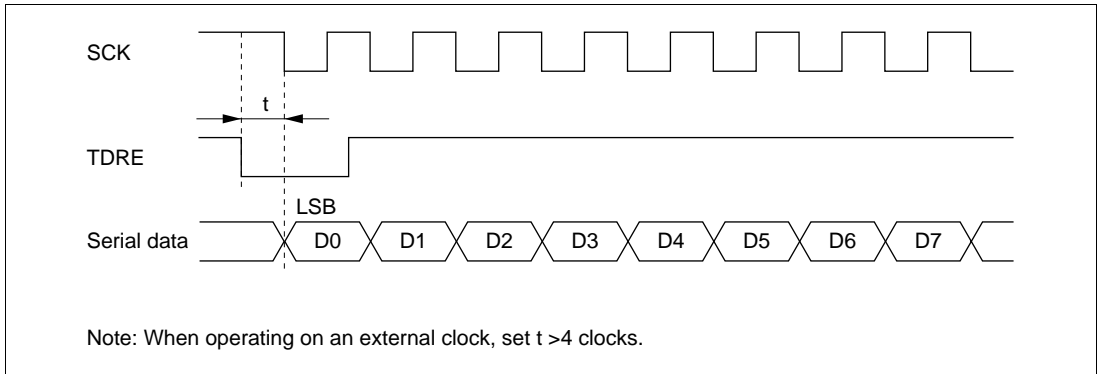 SCK
t
TDRE
LSB
Serial data D0 D1 D2 D3 D4 D5 D6 D7
Note: When operating on an external clock, set t >4 clocks.